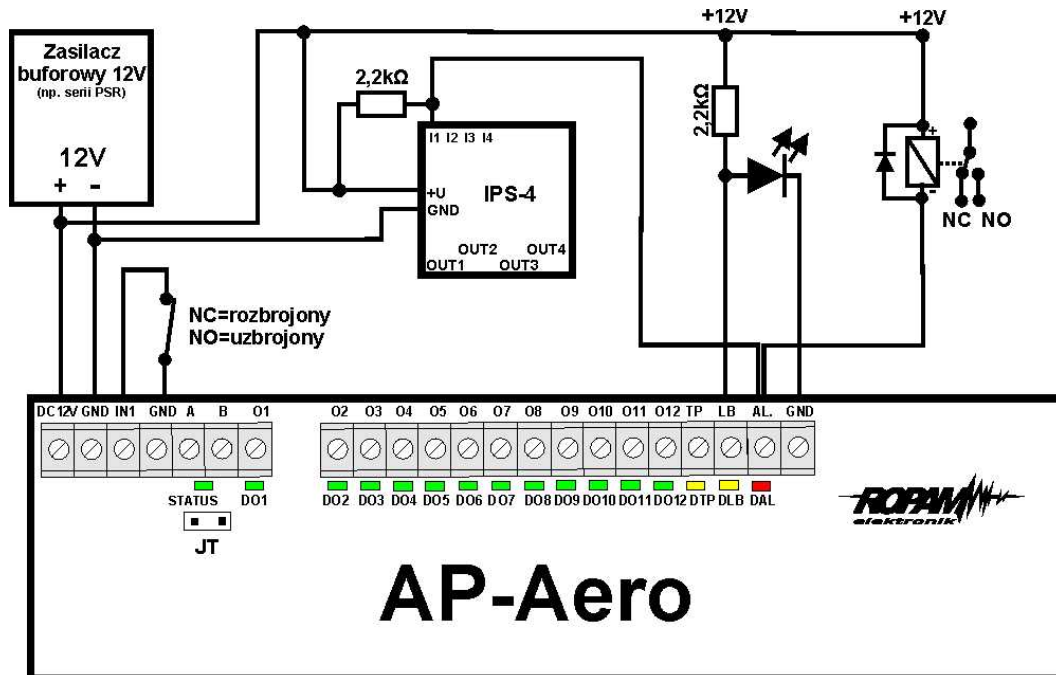 +12V +12V
Zasilacz
buforowy 12V
(np. serii PSR)
12V
+ -
2,2kΩ
I1 I2 I3 I4
+U
GND
IPS-4
OUT2 OUT4
OUT1 OUT3
2,2kΩ
+
-
NC NO
NC=rozbrojony
NO=uzbrojony
DC12V GND IN1 GND A B O1 O2 O3 O4 O5 O6 O7 O8 O9 O10 O11 O12 TP LB AL. GND
STATUS DO1 DO2 DO3 DO4 DO5 DO6 DO7 DO8 DO9 DO10 DO11 DO12 DTP DLB DAL
JT
ROPAM
elektronik
AP-Aero